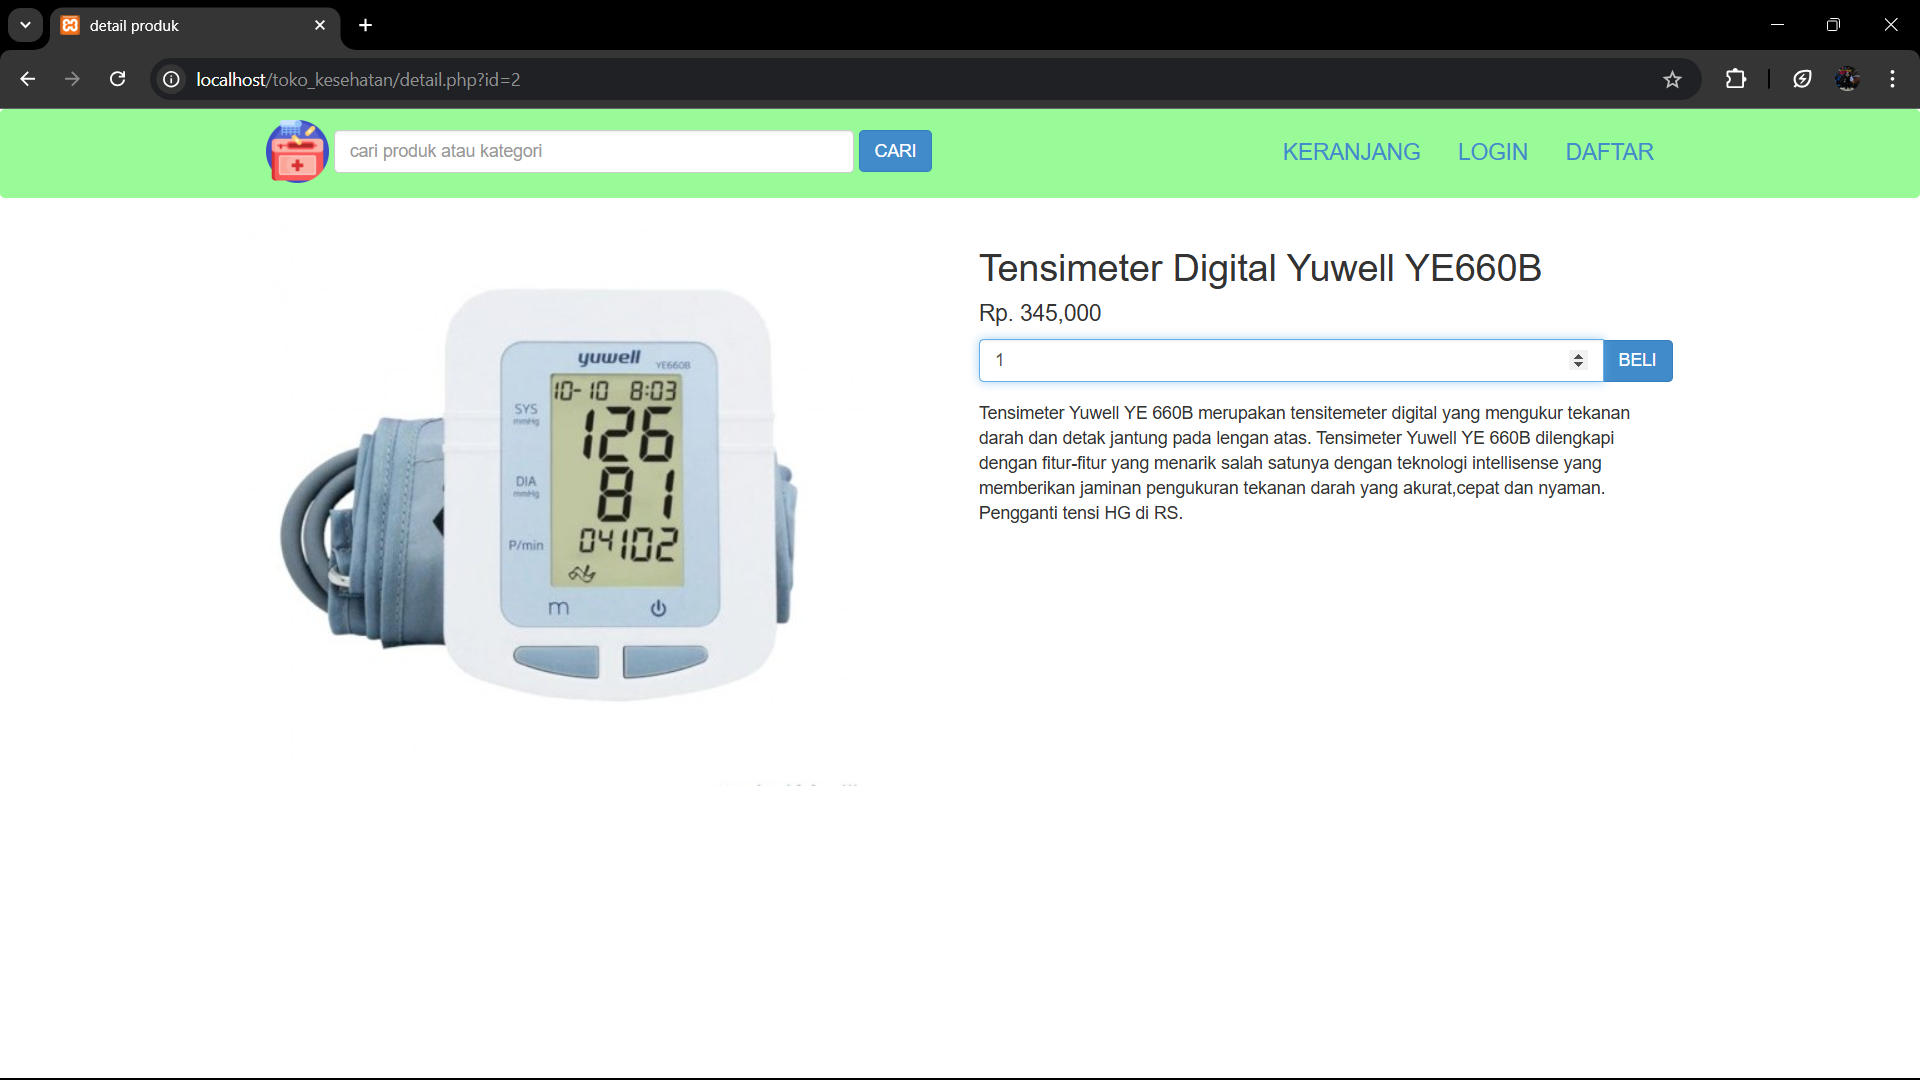 detail produk
localhost/toko_kesehatan/detail.php?id=2
cari produk atau kategori
CARI
KERANJANG
LOGIN
DAFTAR
Tensimeter Digital Yuwell YE660B
Rp. 345,000
1
BELI
Tensimeter Yuwell YE 660B merupakan tensitemeter digital yang mengukur tekanan
darah dan detak jantung pada lengan atas. Tensimeter Yuwell YE 660B dilengkapi
dengan fitur-fitur yang menarik salah satunya dengan teknologi intellisense yang
memberikan jaminan pengukuran tekanan darah yang akurat,cepat dan nyaman.
Pengganti tensi HG di RS.
yuwell
YE660B
10-10 8:03
SYS
mmHg
126
DIA
mmHg
81
P/min
04102
m